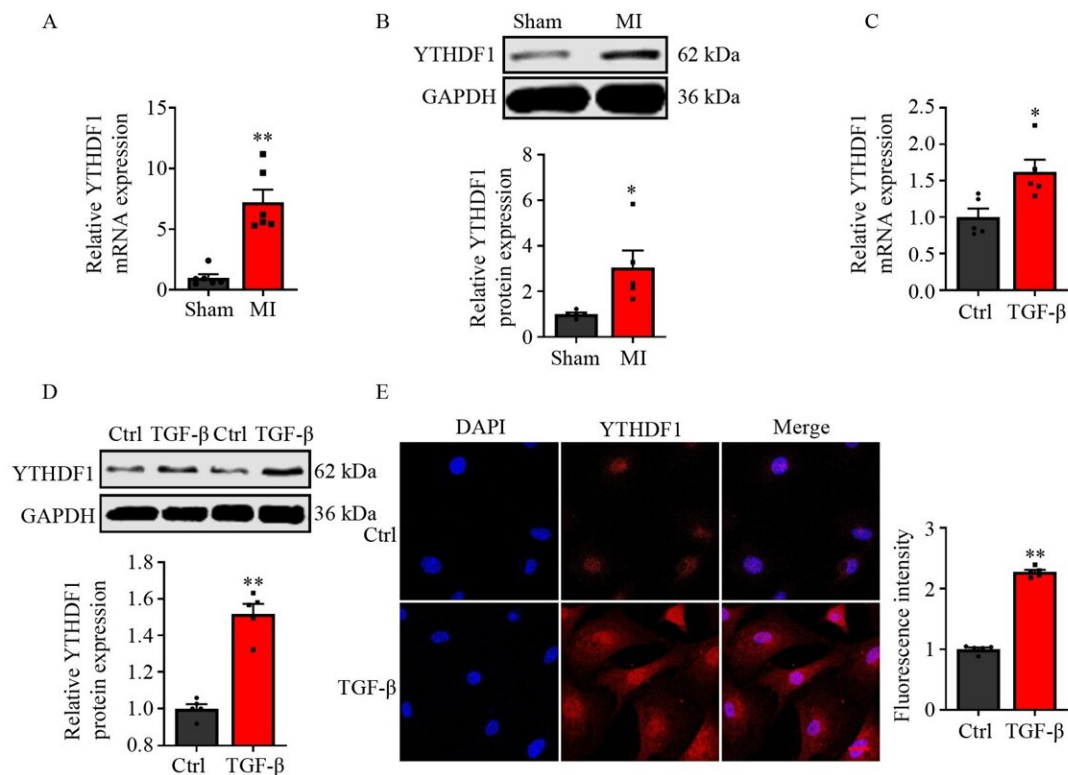 A
Relative YTHDF1
mRNA expression
15
10
5
0
**
Sham MI
B
Sham MI
YTHDF1 62 kDa
GAPDH 36 kDa
Relative YTHDF1
protein expression
8
6
4
2
0
*
Sham MI
C
Relative YTHDF1
mRNA expression
2.5
2.0
1.5
1.0
0.5
0.0
*
Ctrl TGF-β
D
Ctrl TGF-β Ctrl TGF-β
YTHDF1 62 kDa
GAPDH 36 kDa
Relative YTHDF1
protein expression
1.8
1.6
1.4
1.2
1.0
0.8
**
Ctrl TGF-β
E
DAPI YTHDF1 Merge
Ctrl
TGF-β
Fluorescence intensity
3
2
1
0
**
Ctrl TGF-β